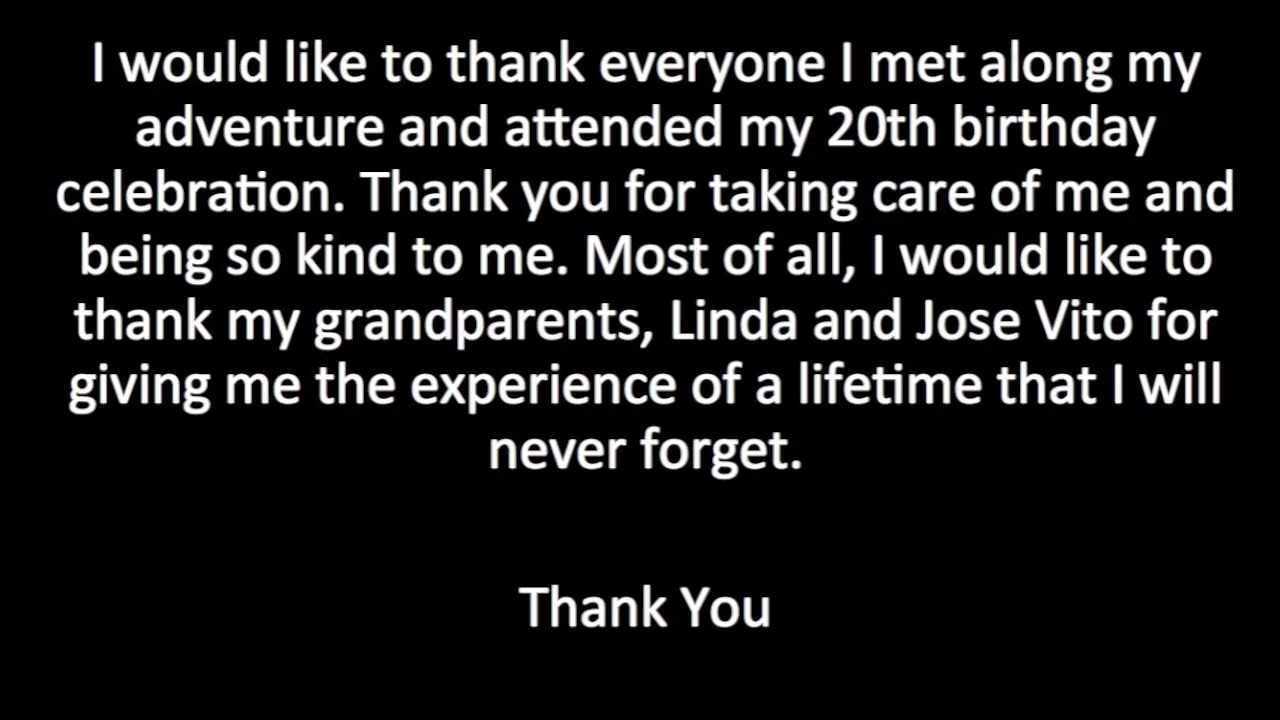 I would like to thank everyone I met along my
adventure and attended my 20th birthday
celebration. Thank you for taking care of me and
being so kind to me. Most of all, I would like to
thank my grandparents, Linda and Jose Vito for
giving me the experience of a lifetime that I will
never forget.
Thank You